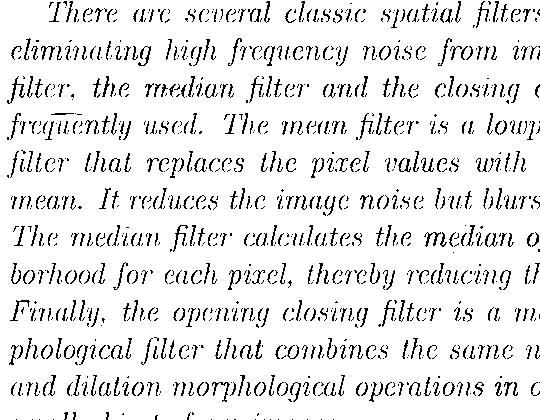 There are several classic spatial filters
eliminating high frequency noise from im
filter, the median filter and the closing
frequently used. The mean filter is a lowp
filter that replaces the pixel values with
mean. It reduces the image noise but blurs
The median filter calculates the median o
borhood for each pixel, thereby reducing th
Finally, the opening closing filter is a m
phological filter that combines the same n
and dilation morphological operations in o